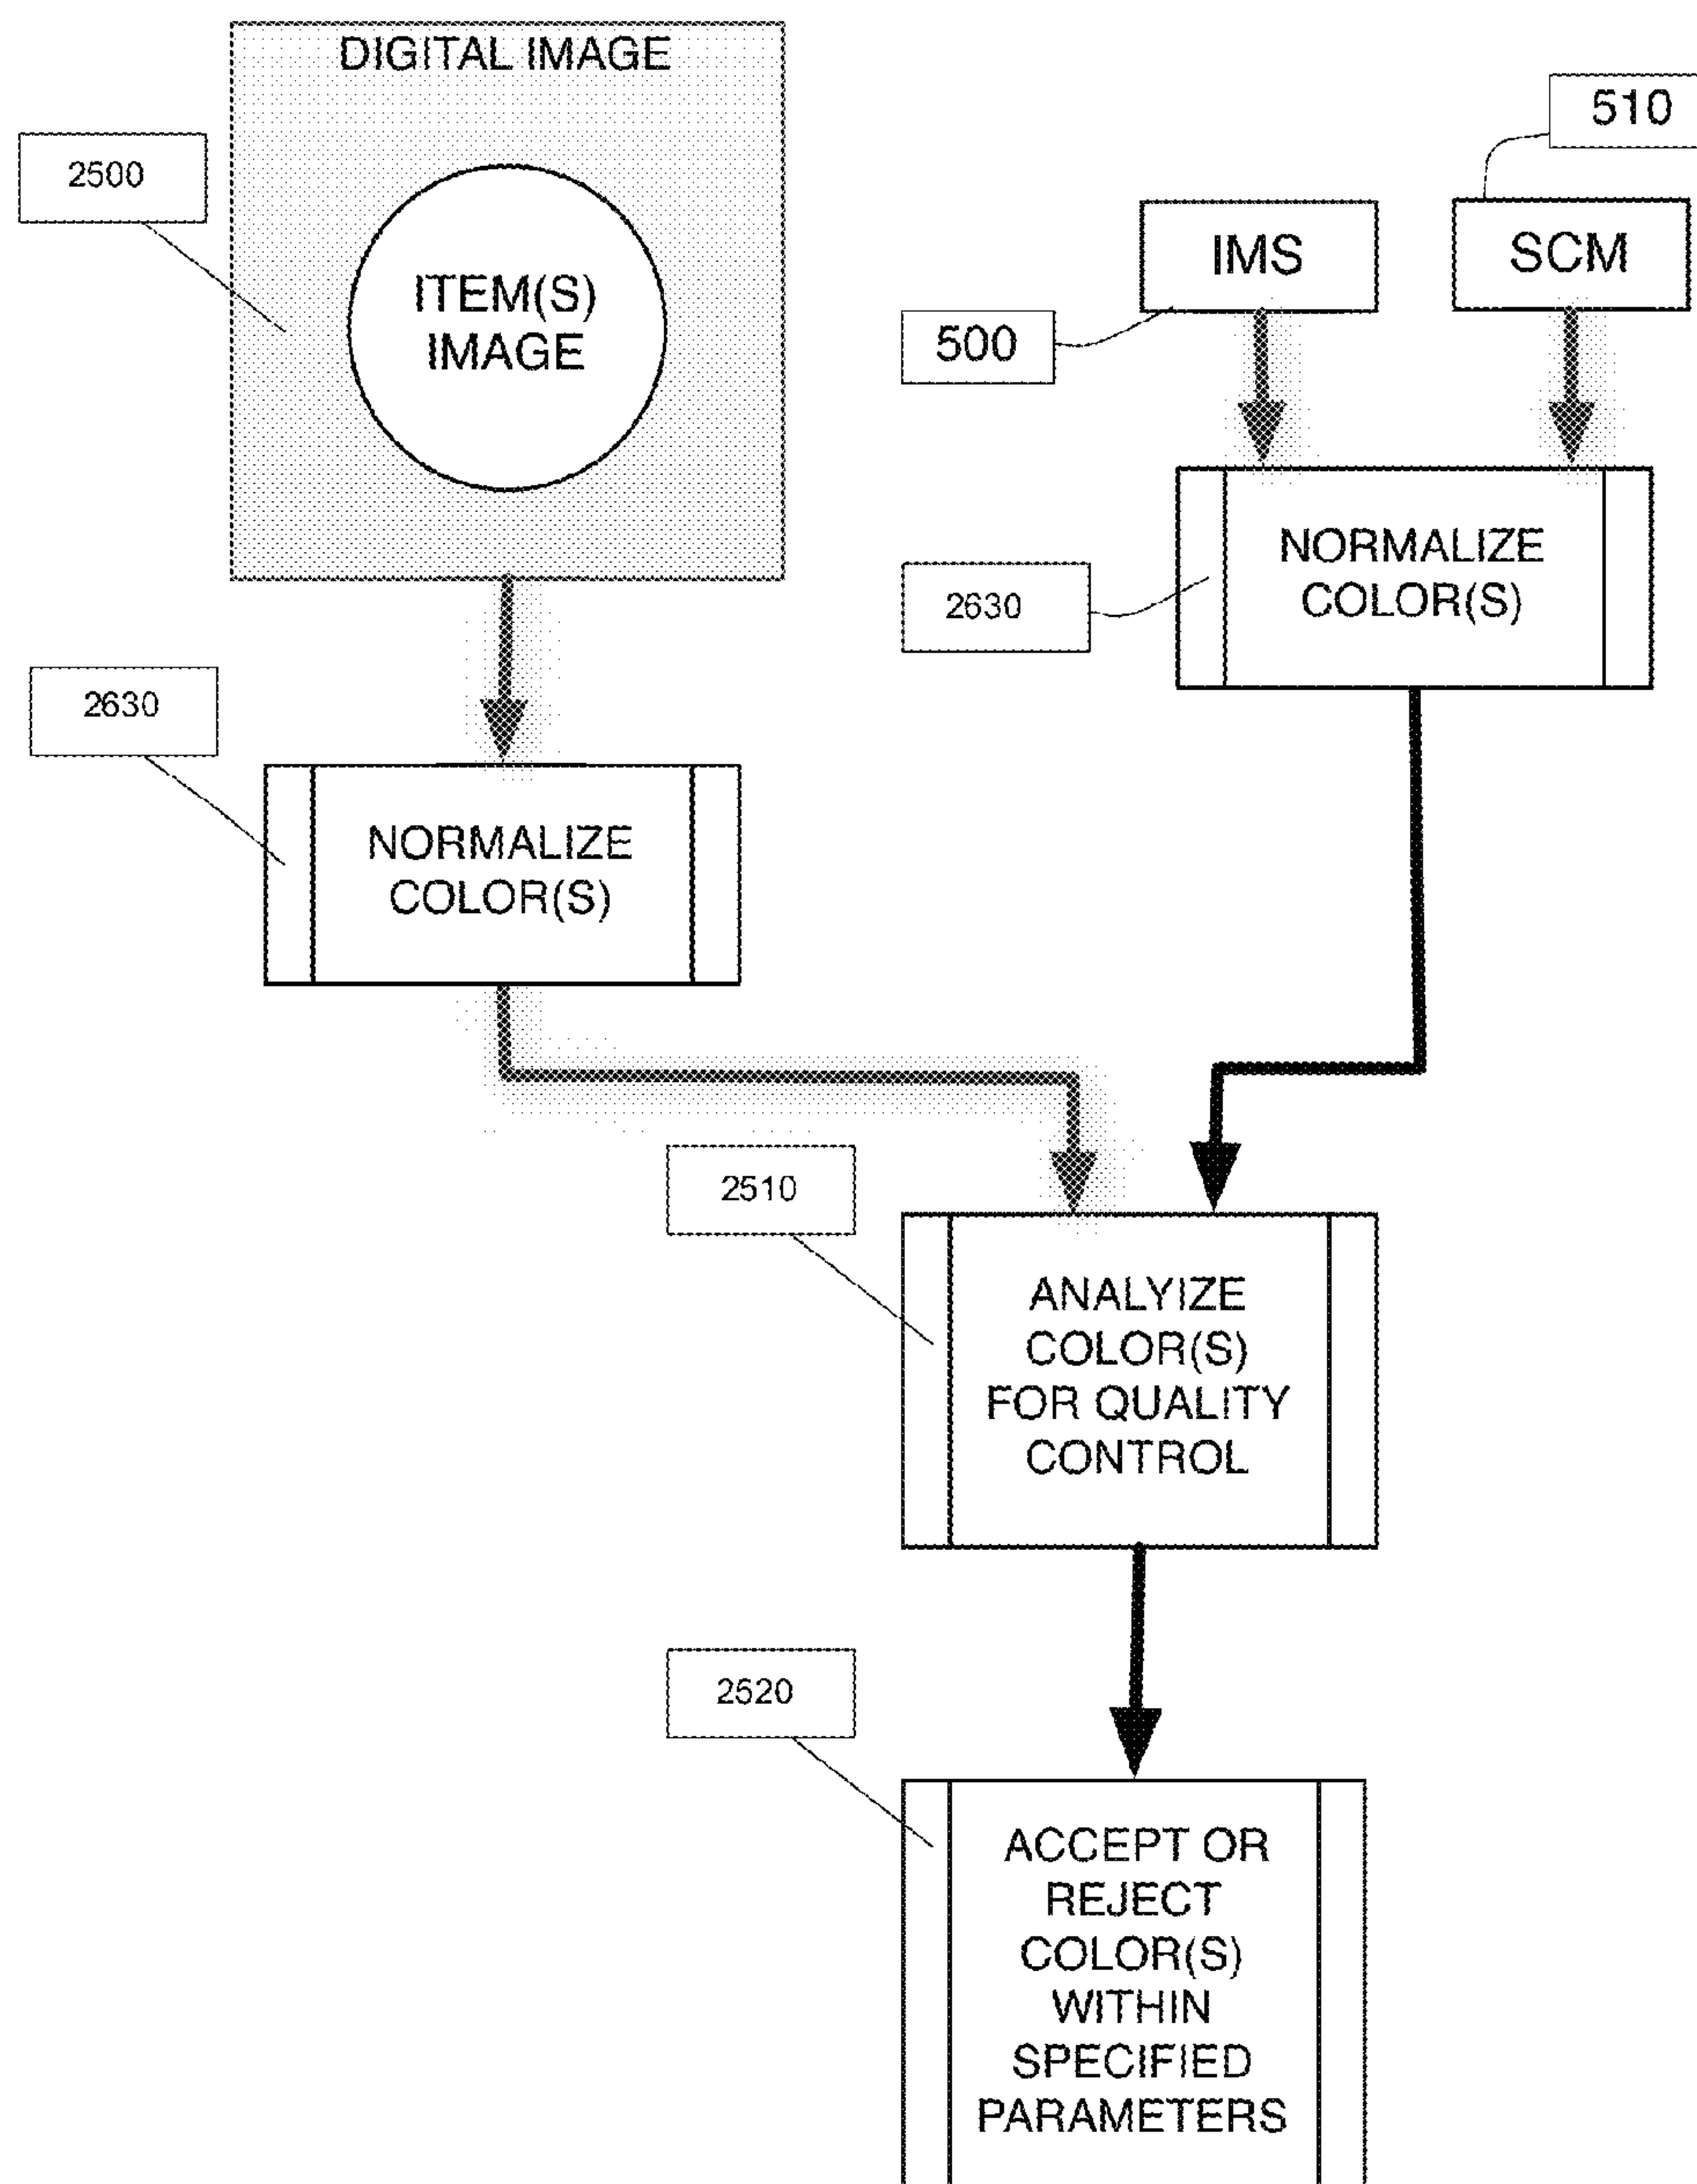 DIGITAL IMAGE
2500
ITEM(S)
IMAGE
510
IMS
SCM
500
NORMALIZE
COLOR(S)
2630
2630
NORMALIZE
COLOR(S)
2510
ANALYIZE
COLOR(S)
FOR QUALITY
CONTROL
2520
ACCEPT OR
REJECT
COLOR(S)
WITHIN
SPECIFIED
PARAMETERS